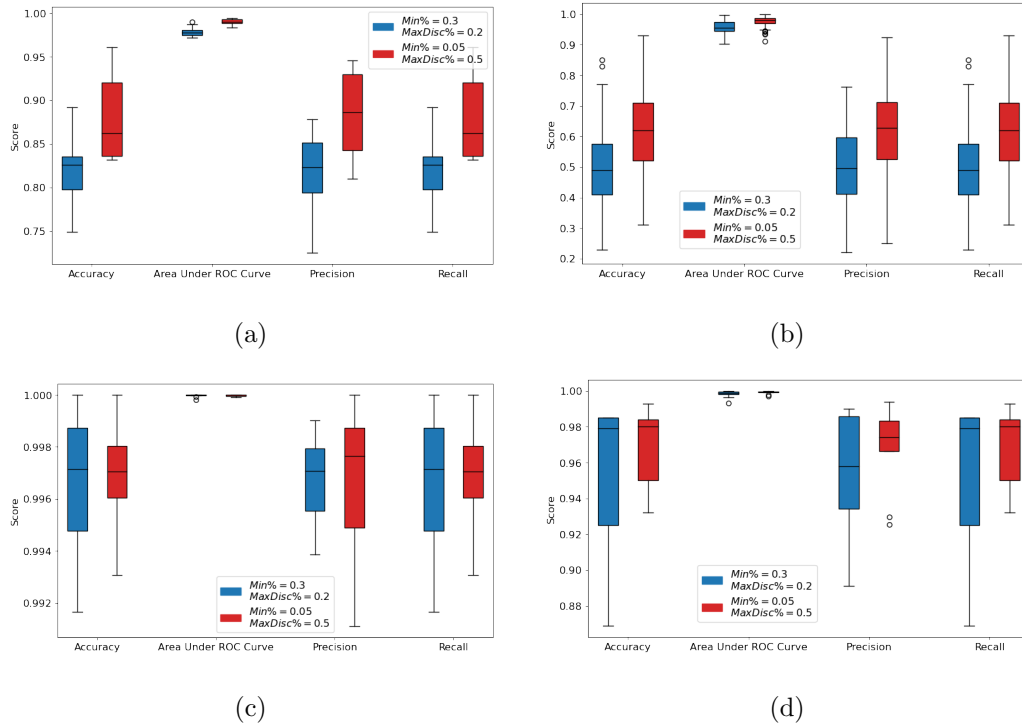 1.00
0.95
0.90
0.85
0.80
0.75
Score
Min% = 0.3
MaxDisc% = 0.2
Min% = 0.05
MaxDisc% = 0.5
Accuracy Area Under ROC Curve Precision Recall
(a)
1.0
0.9
0.8
0.7
0.6
0.5
0.4
0.3
0.2
Score
Min% = 0.3
MaxDisc% = 0.2
Min% = 0.05
MaxDisc% = 0.5
Accuracy Area Under ROC Curve Precision Recall
(b)
1.000
0.998
0.996
0.994
0.992
Score
Min% = 0.3
MaxDisc% = 0.2
Min% = 0.05
MaxDisc% = 0.5
Accuracy Area Under ROC Curve Precision Recall
(c)
1.00
0.98
0.96
0.94
0.92
0.90
0.88
Score
Min% = 0.3
MaxDisc% = 0.2
Min% = 0.05
MaxDisc% = 0.5
Accuracy Area Under ROC Curve Precision Recall
(d)